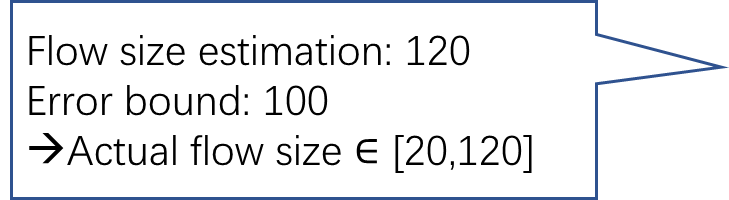 Flow size estimation: 120
Error bound: 100
→Actual flow size ∈ [20,120]